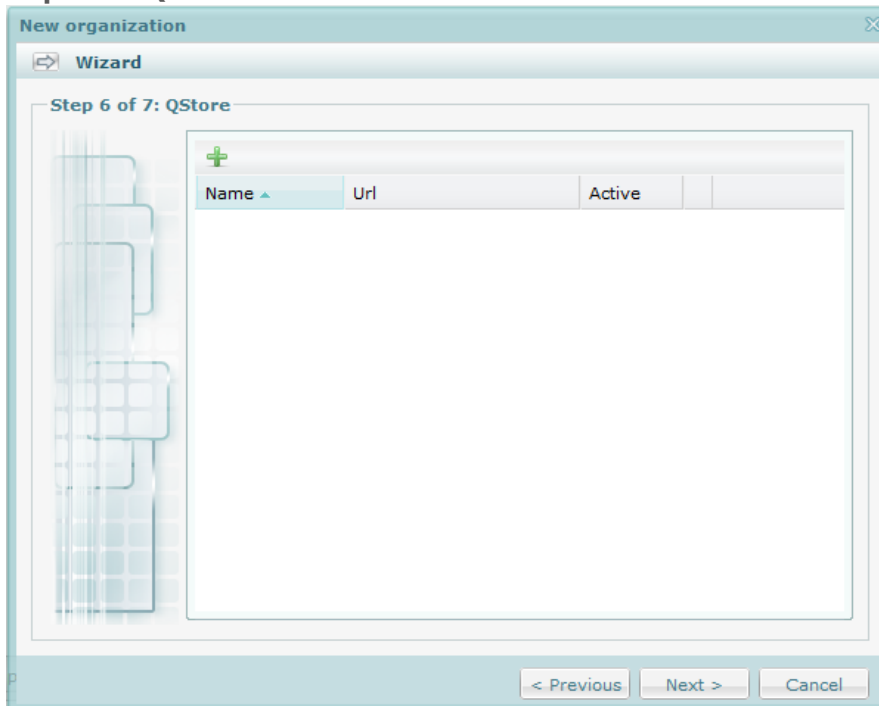 New organization
Wizard
Step 6 of 7: QStore
Name Url Active
< Previous Next > Cancel